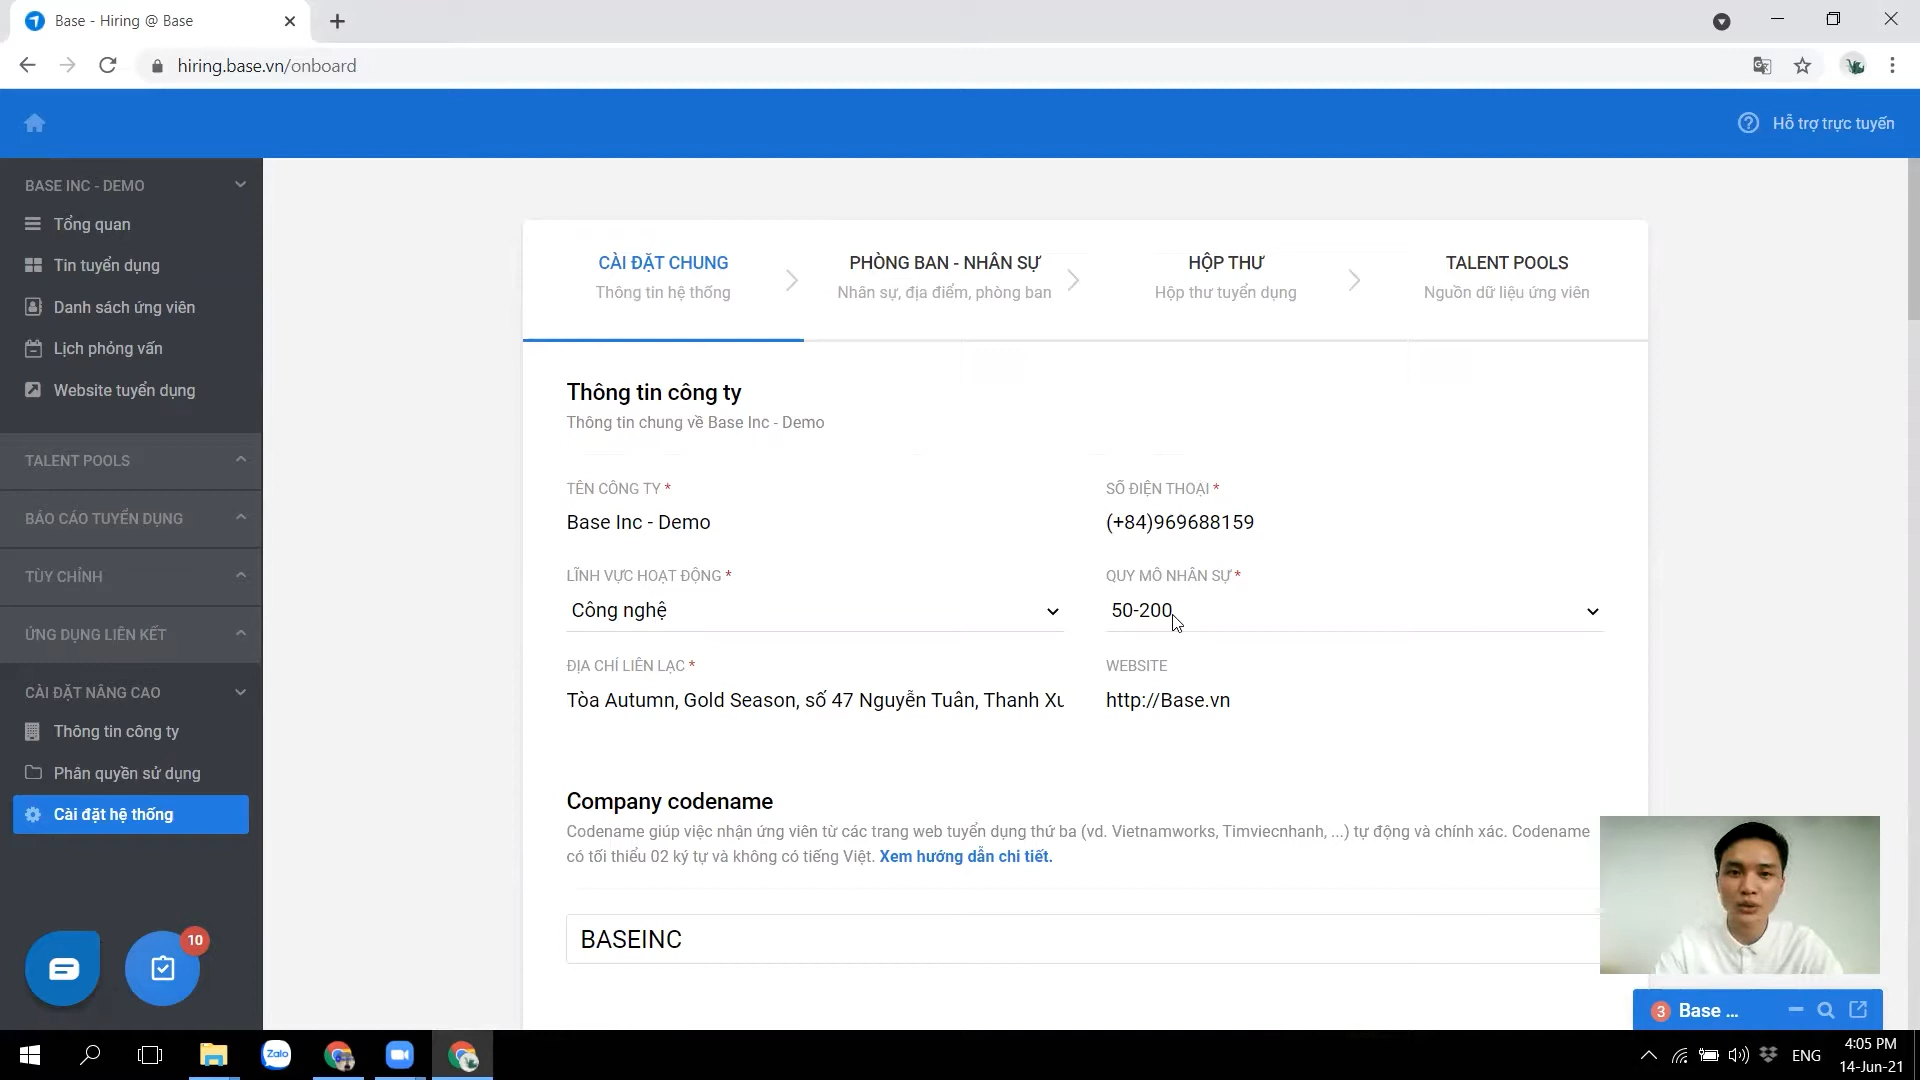 Base - Hiring @ Base
hiring.base.vn/onboard
Hỗ trợ trực tuyến
BASE INC - DEMO
Tổng quan
Tin tuyển dụng
Danh sách ứng viên
Lịch phỏng vấn
Website tuyển dụng
TALENT POOLS
BÁO CÁO TUYỂN DỤNG
TÙY CHỈNH
ỨNG DỤNG LIÊN KẾT
CÀI ĐẶT NÂNG CAO
Thông tin công ty
Phân quyền sử dụng
Cài đặt hệ thống
10
CÀI ĐẶT CHUNG
Thông tin hệ thống
PHÒNG BAN - NHÂN SỰ
Nhân sự, địa điểm, phòng ban
HỘP THƯ
Hộp thư tuyển dụng
TALENT POOLS
Nguồn dữ liệu ứng viên
Thông tin công ty
Thông tin chung về Base Inc - Demo
TÊN CÔNG TY *
Base Inc - Demo
SỐ ĐIỆN THOẠI *
(+84)969688159
LĨNH VỰC HOẠT ĐỘNG *
Công nghệ
QUY MÔ NHÂN SỰ *
50-200
ĐỊA CHỈ LIÊN LẠC *
Tòa Autumn, Gold Season, số 47 Nguyễn Tuân, Thanh Xu
WEBSITE
http://Base.vn
Company codename
Codename giúp việc nhận ứng viên từ các trang web tuyển dụng thứ ba (vd. Vietnamworks, Timviecnhanh, ...) tự động và chính xác. Codename
có tối thiểu 02 ký tự và không có tiếng Việt. Xem hướng dẫn chi tiết.
BASEINC
3 Base ...
Zalo
ENG
4:05 PM
14-Jun-21